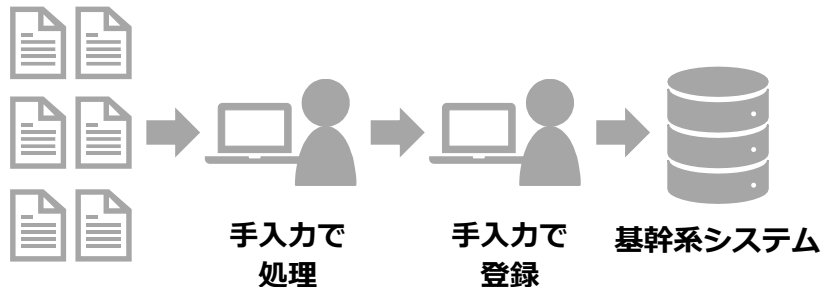 手入力で
処理
手入力で
登録
基幹系システム